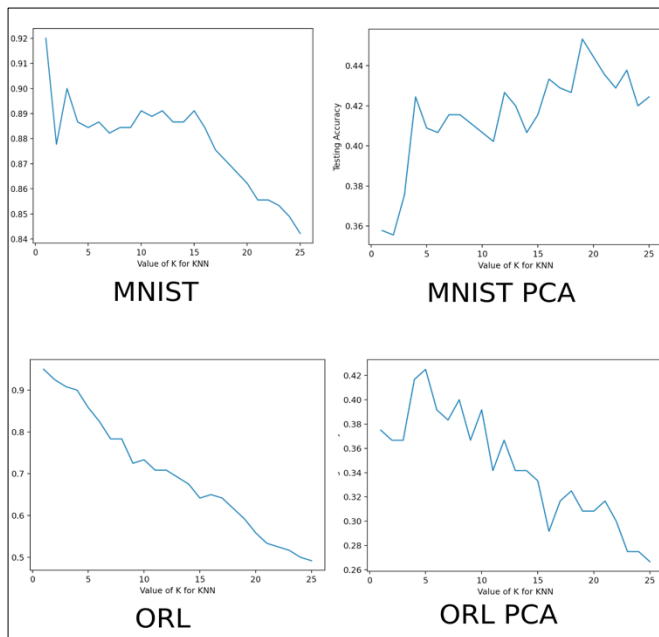 0.92
0.91
0.90
0.89
0.88
0.87
0.86
0.85
0.84
0 5 10 15 20 25
Value of K for KNN
MNIST
Testing Accuracy
0.44
0.42
0.40
0.38
0.36
0 5 10 15 20 25
Value of K for KNN
MNIST PCA
0.9
0.8
0.7
0.6
0.5
0 5 10 15 20 25
Value of K for KNN
ORL
0.42
0.40
0.38
0.36
0.34
0.32
0.30
0.28
0.26
0 5 10 15 20 25
Value of K for KNN
ORL PCA